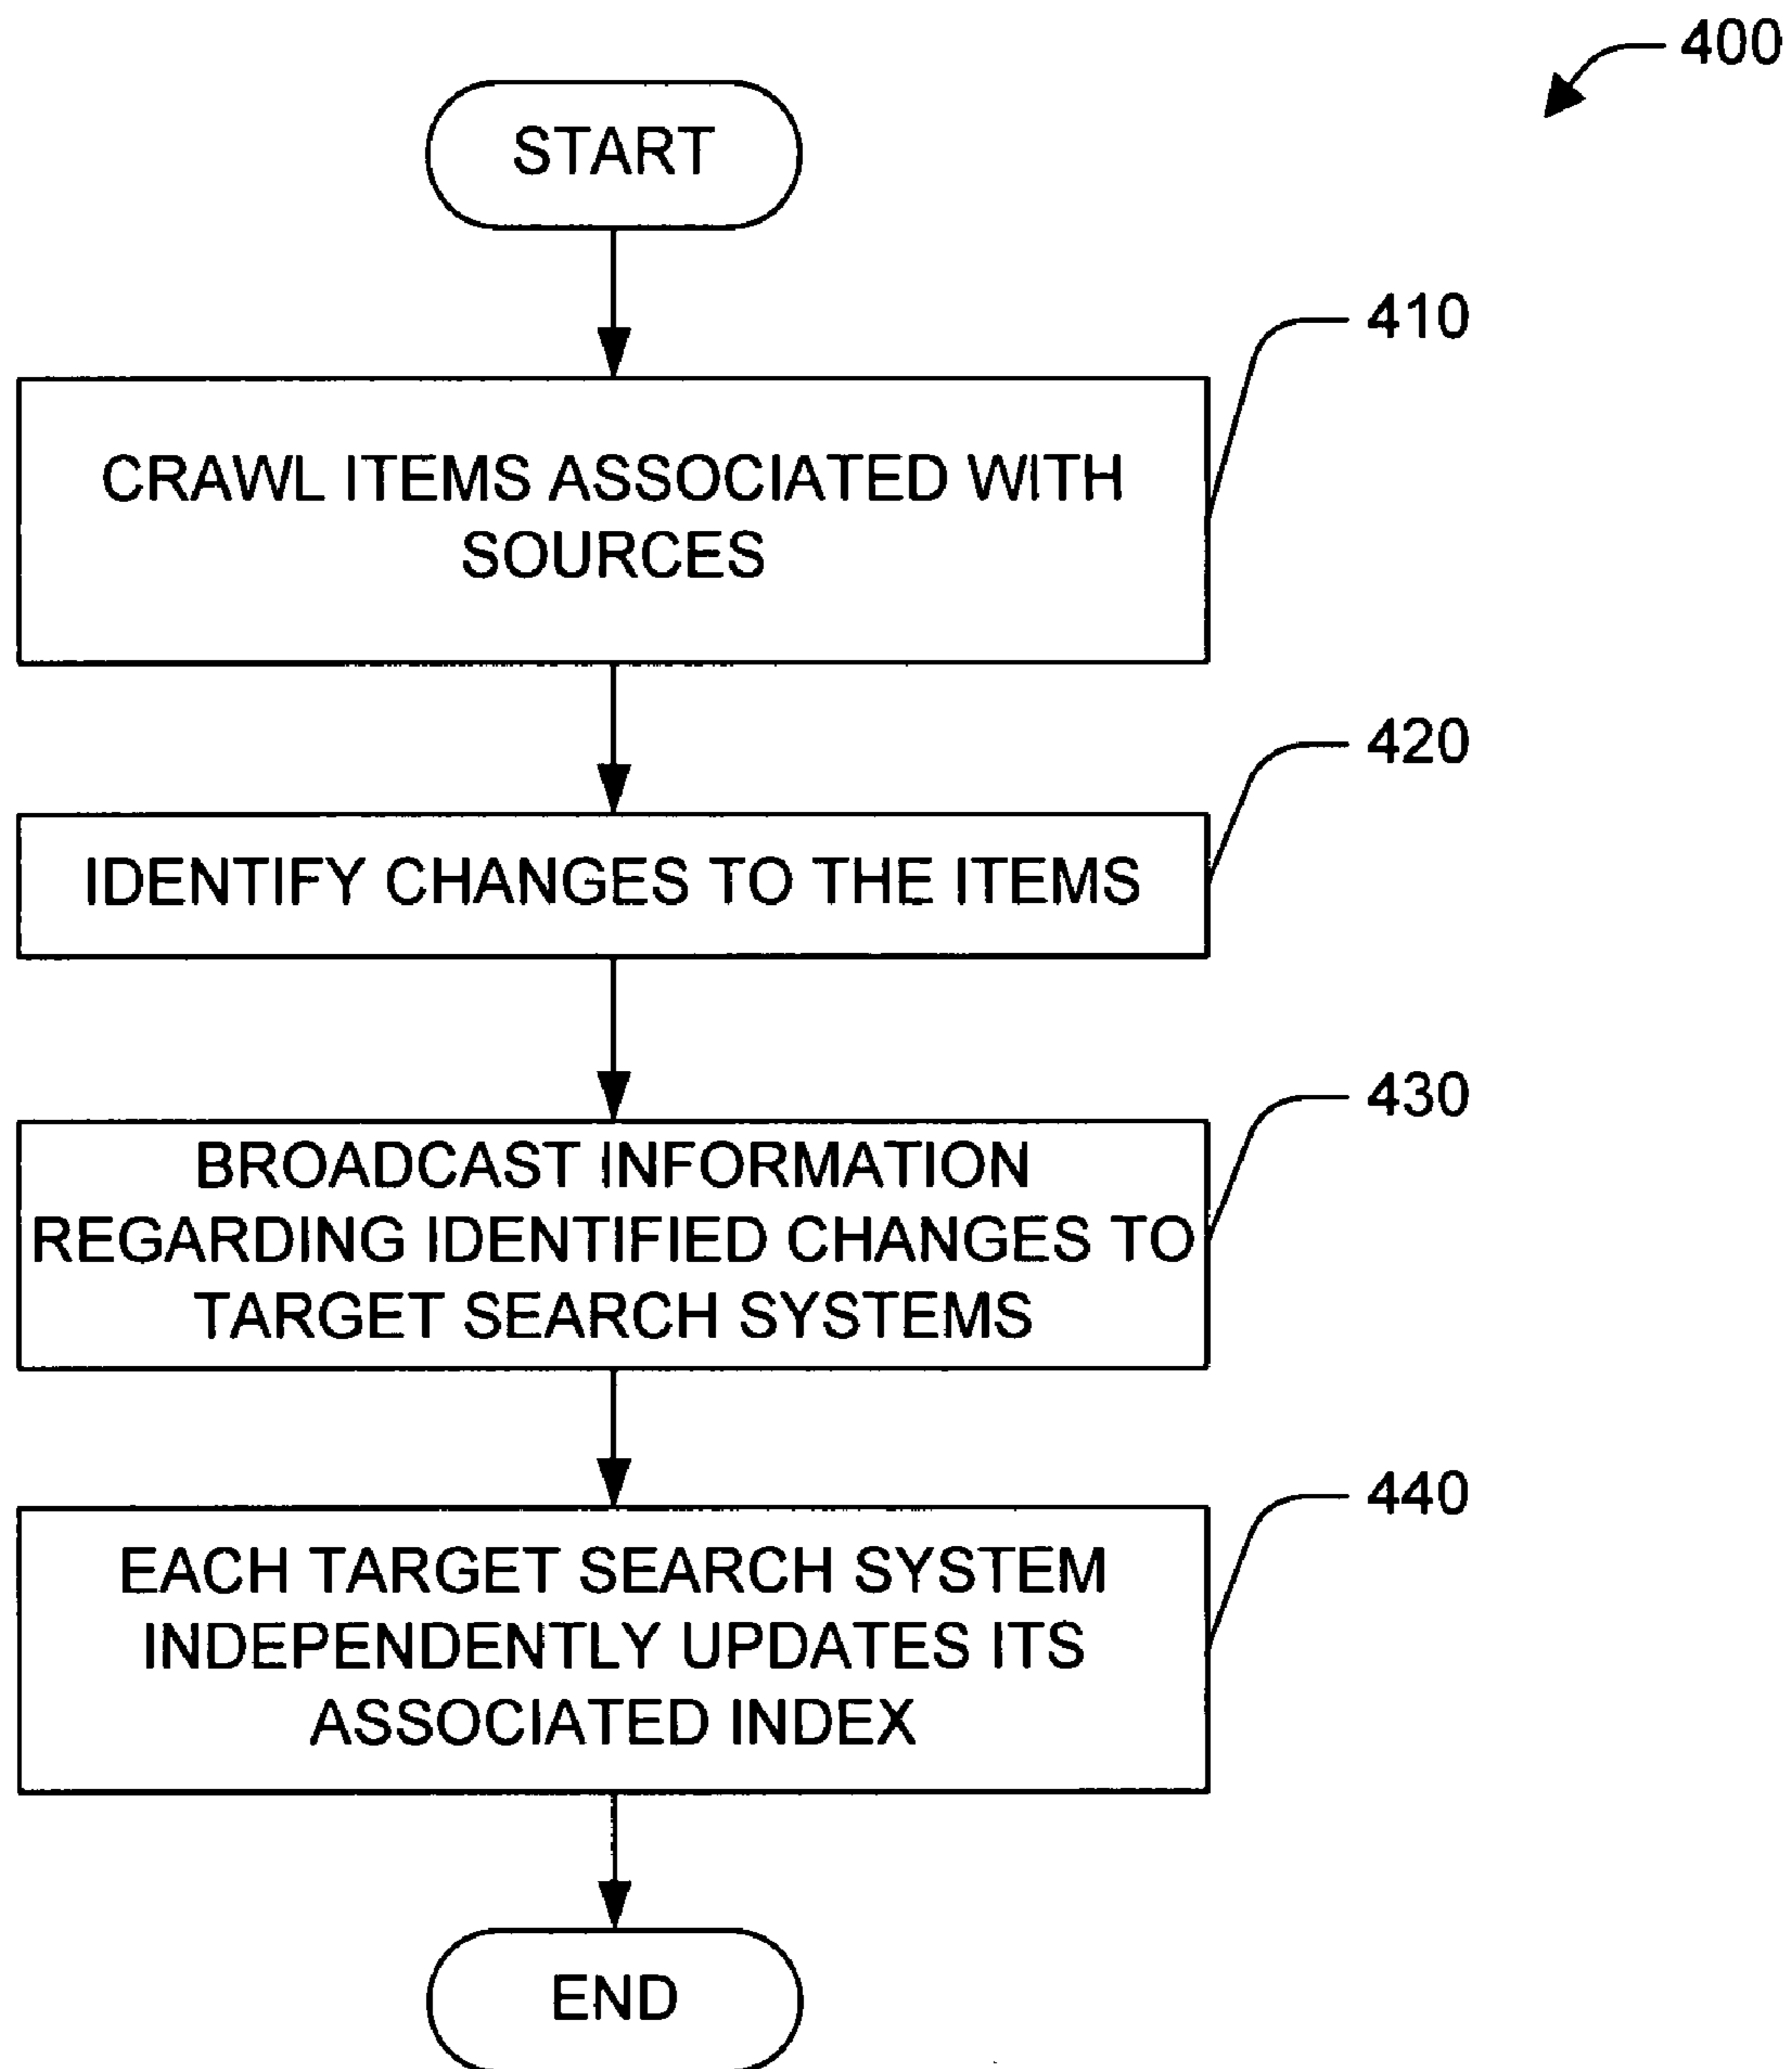 400
START
410
CRAWL ITEMS ASSOCIATED WITH
SOURCES
420
IDENTIFY CHANGES TO THE ITEMS
430
BROADCAST INFORMATION
REGARDING IDENTIFIED CHANGES TO
TARGET SEARCH SYSTEMS
440
EACH TARGET SEARCH SYSTEM
INDEPENDENTLY UPDATES ITS
ASSOCIATED INDEX
END